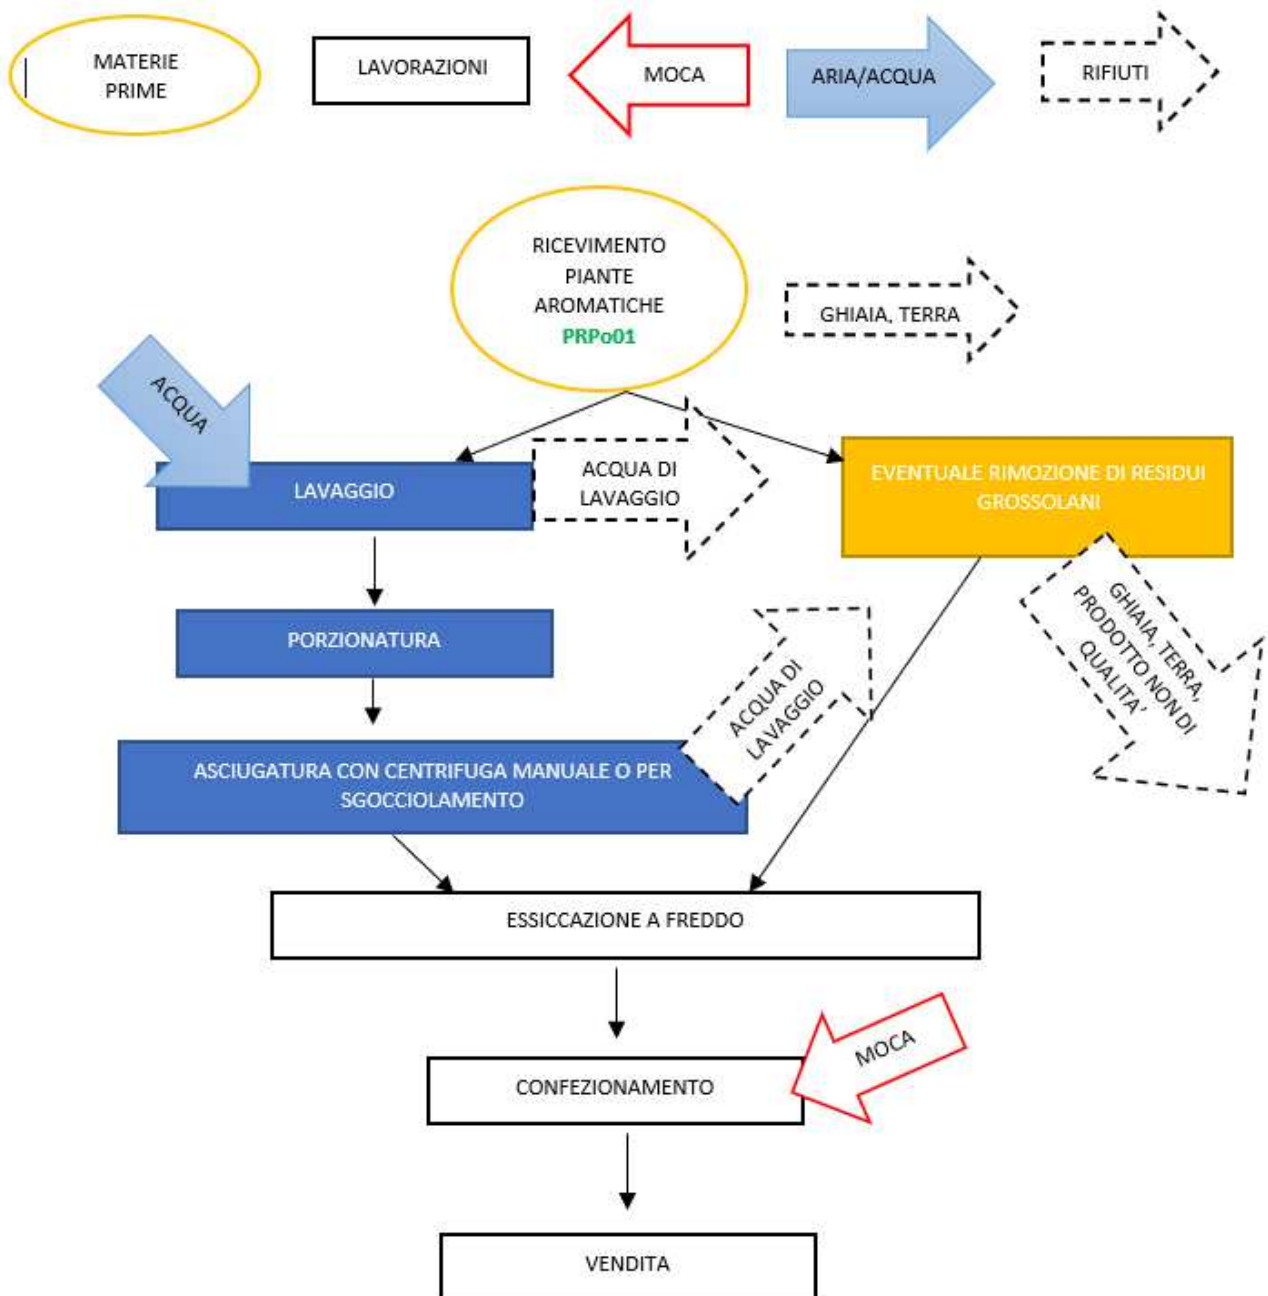 MATERIE
PRIME
LAVORAZIONI
MOCA
ARIA/ACQUA
RIFIUTI
RICEVIMENTO
PIANTE
AROMATICHE
PRPo01
GHIAIA, TERRA
ACQUA
LAVAGGIO
ACQUA DI
LAVAGGIO
EVENTUALE RIMOZIONE DI RESIDUI
GROSSOLANI
GHIAIA, TERRA,
PRODOTTO NON DI
QUALITA'
PORZIONATURA
ACQUA DI
LAVAGGIO
ASCIUGATURA CON CENTRIFUGA MANUALE O PER
SGOCCIOLAMENTO
ESSICCAZIONE A FREDDO
MOCA
CONFEZIONAMENTO
VENDITA